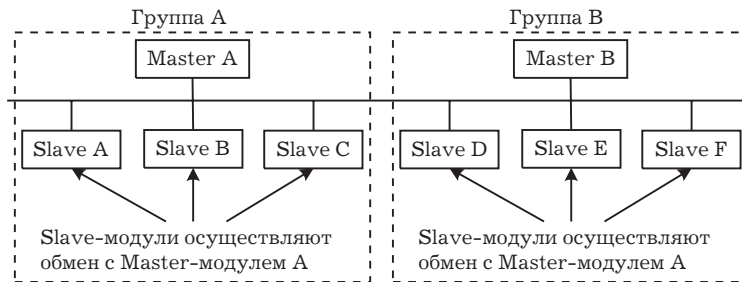 Группа A
Группа B
Master A
Master B
Slave A
Slave B
Slave C
Slave D
Slave E
Slave F
Slave-модули осуществляют
обмен с Master-модулем A
Slave-модули осуществляют
обмен с Master-модулем A